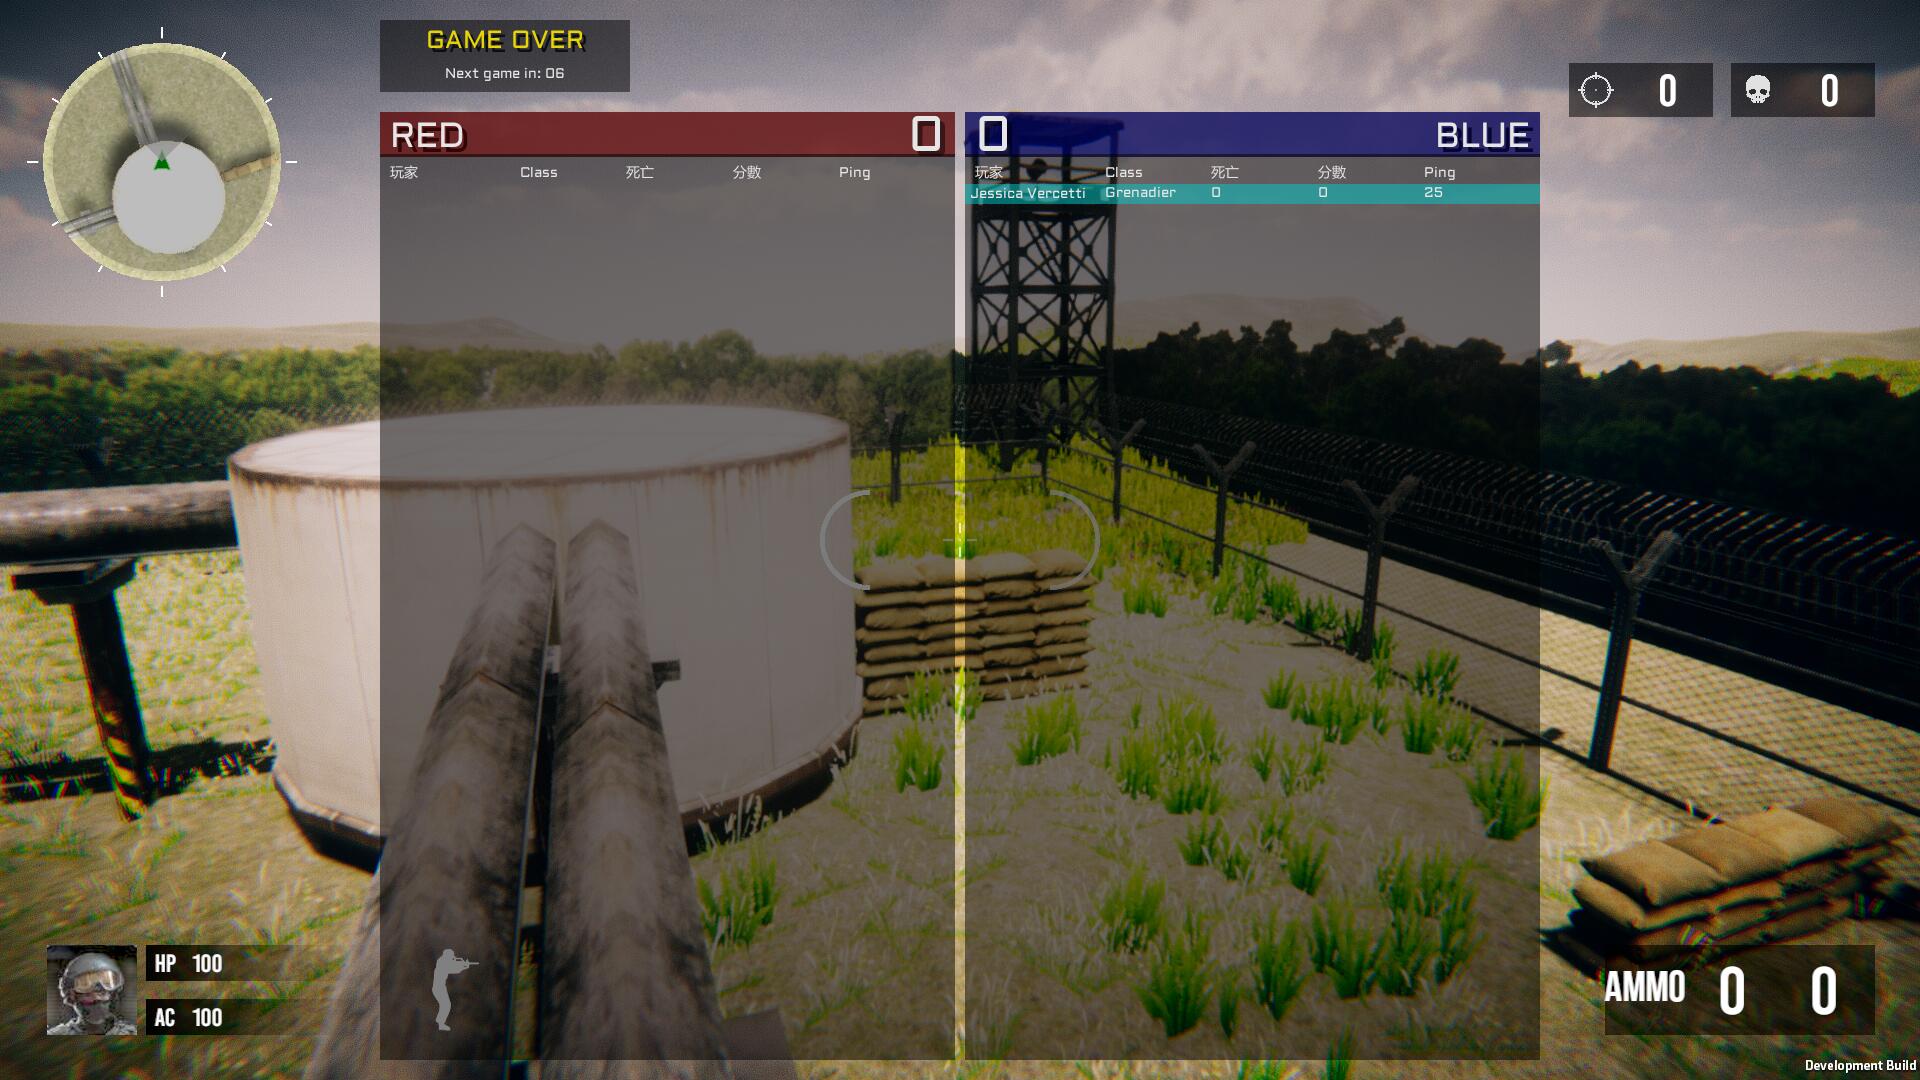 GAME OVER
Next game in: 06
0
0
RED 0
0 BLUE
玩家 Class 死亡 分數 Ping
玩家 Class 死亡 分數 Ping
Jessica Vercetti Grenadier 0 0 25
HP 100
AC 100
AMMO 0 0
Development Build